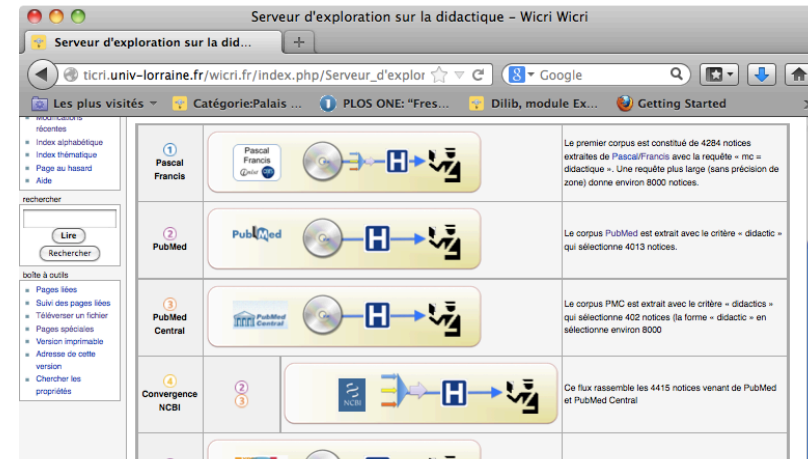 Serveur d'exploration sur la didactique – Wicri Wicri
Serveur d'exploration sur la did...
ticri.univ-lorraine.fr/wicri.fr/index.php/Serveur_d'explor
Google
Les plus visités
Catégorie:Palais ...
PLOS ONE: "Fres...
Dilib, module Ex...
Getting Started
Modifications
récentes
Index alphabétique
Index thématique
Page au hasard
Aide
rechercher
Lire
Rechercher
boîte à outils
Pages liées
Suivi des pages liées
Téléverser un fichier
Pages spéciales
Version imprimable
Adresse de cette
version
Chercher les
propriétés
1
Pascal
Francis
Pascal
Francis
H
Le premier corpus est constitué de 4284 notices
extraites de Pascal/Francis avec la requête « mc =
didactique ». Une requête plus large (sans précision de
zone) donne environ 8000 notices.
2
PubMed
PubMed
H
Le corpus PubMed est extrait avec le critère « didactic »
qui sélectionne 4013 notices.
3
PubMed
Central
PubMed
Central
H
Le corpus PMC est extrait avec le critère « didactics »
qui sélectionne 402 notices (la forme « didactic » en
sélectionne environ 8000
4
Convergence
NCBI
2
3
NCBI
H
Ce flux rassemble les 4415 notices venant de PubMed
et PubMed Central